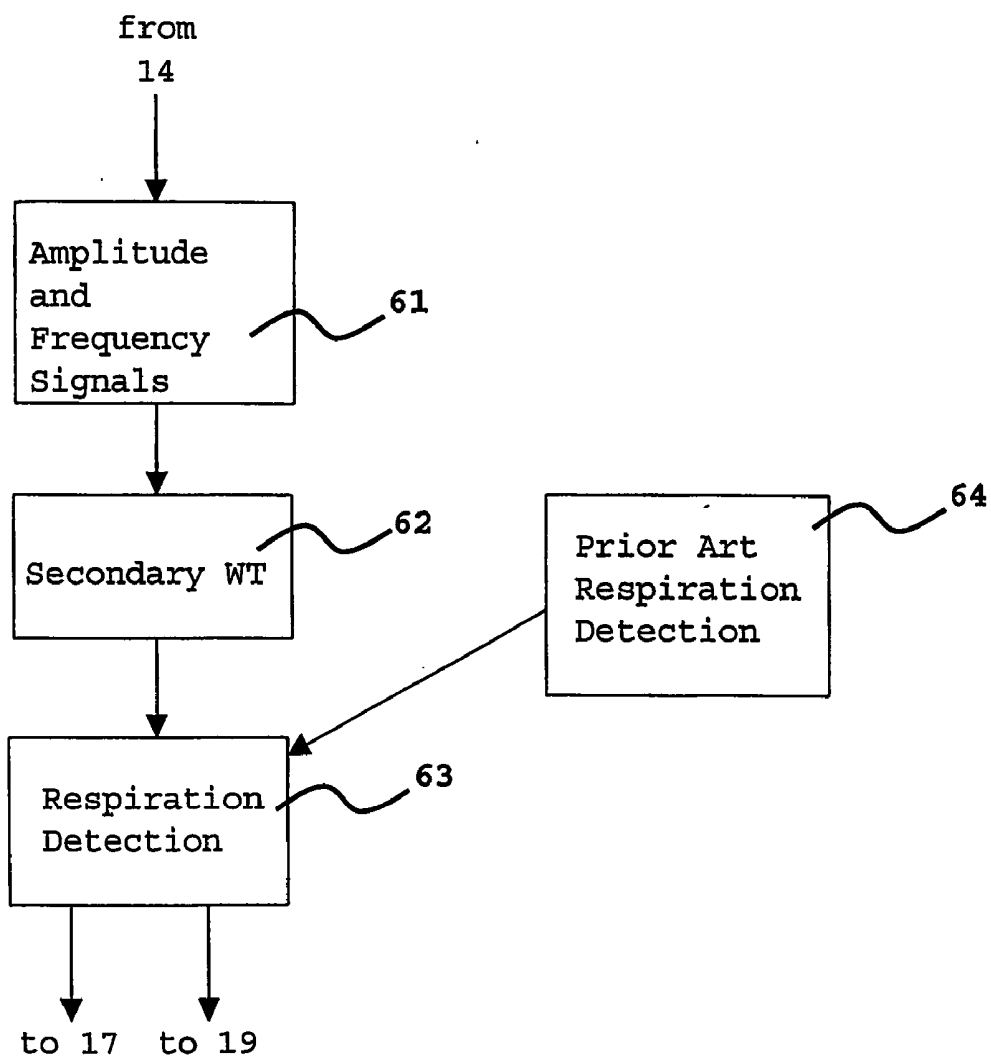 from
14
Amplitude
and
Frequency
Signals
61
Secondary WT
62
Prior Art
Respiration
Detection
64
Respiration
Detection
63
to 17 to 19